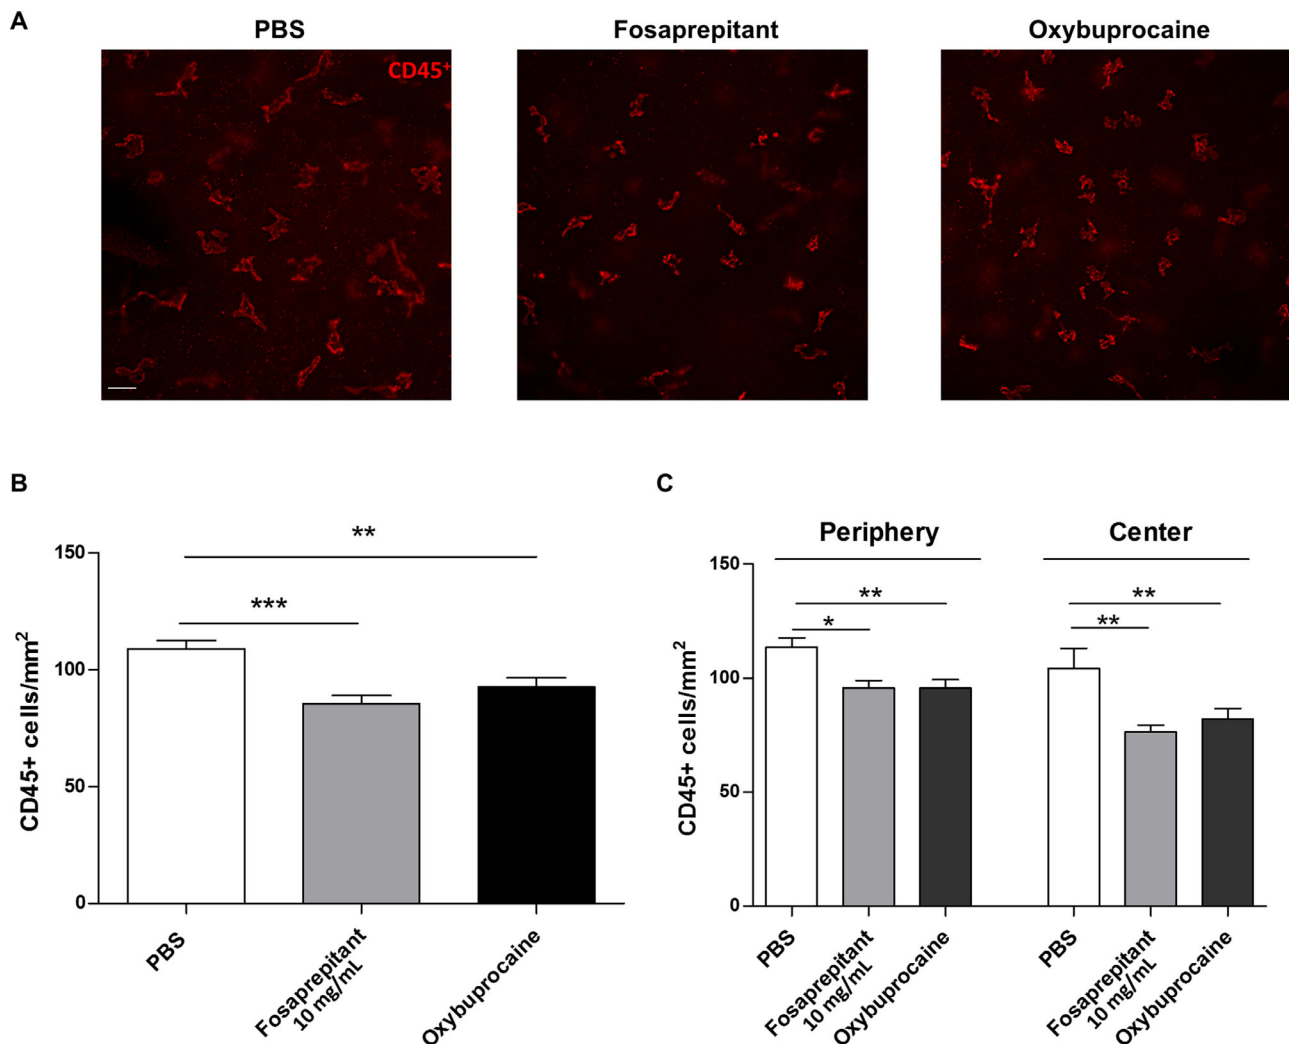 A
PBS
Fosaprepitant
Oxybuprocaine
CD45⁺
B
**
***
150
100
50
0
CD45+ cells/mm²
PBS
Fosaprepitant
10 mg/mL
Oxybuprocaine
C
Periphery
Center
**
*
**
**
150
100
50
0
CD45+ cells/mm²
PBS
Fosaprepitant
10 mg/mL
Oxybuprocaine
PBS
Fosaprepitant
10 mg/mL
Oxybuprocaine